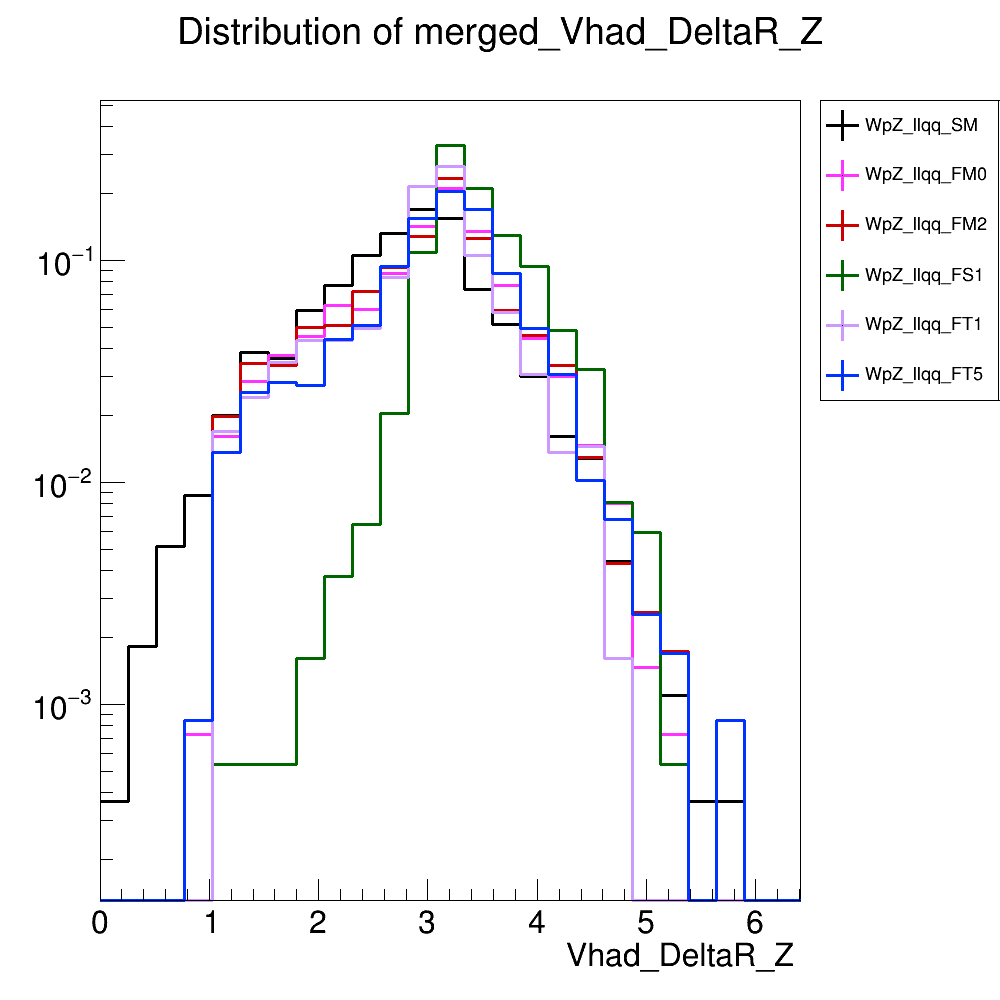 Distribution of merged_Vhad_DeltaR_Z
WpZ_llqq_SM
WpZ_llqq_FM0
WpZ_llqq_FM2
WpZ_llqq_FS1
WpZ_llqq_FT1
WpZ_llqq_FT5
10⁻¹
10⁻²
10⁻³
0 1 2 3 4 5 6
Vhad_DeltaR_Z